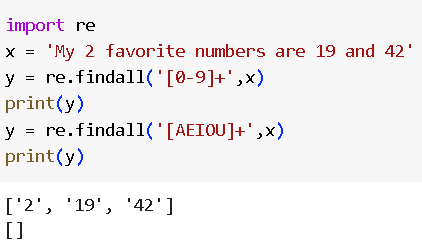 import re
x = 'My 2 favorite numbers are 19 and 42'
y = re.findall('[0-9]+',x)
print(y)
y = re.findall('[AEIOU]+',x)
print(y)
['2', '19', '42']
[]